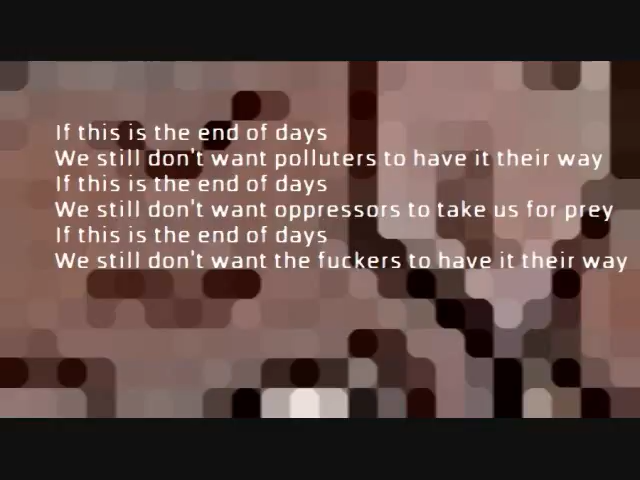 If this is the end of days
We still don't want polluters to have it their way
If this is the end of days
We still don't want oppressors to take us for prey
If this is the end of days
We still don't want the fuckers to have it their way